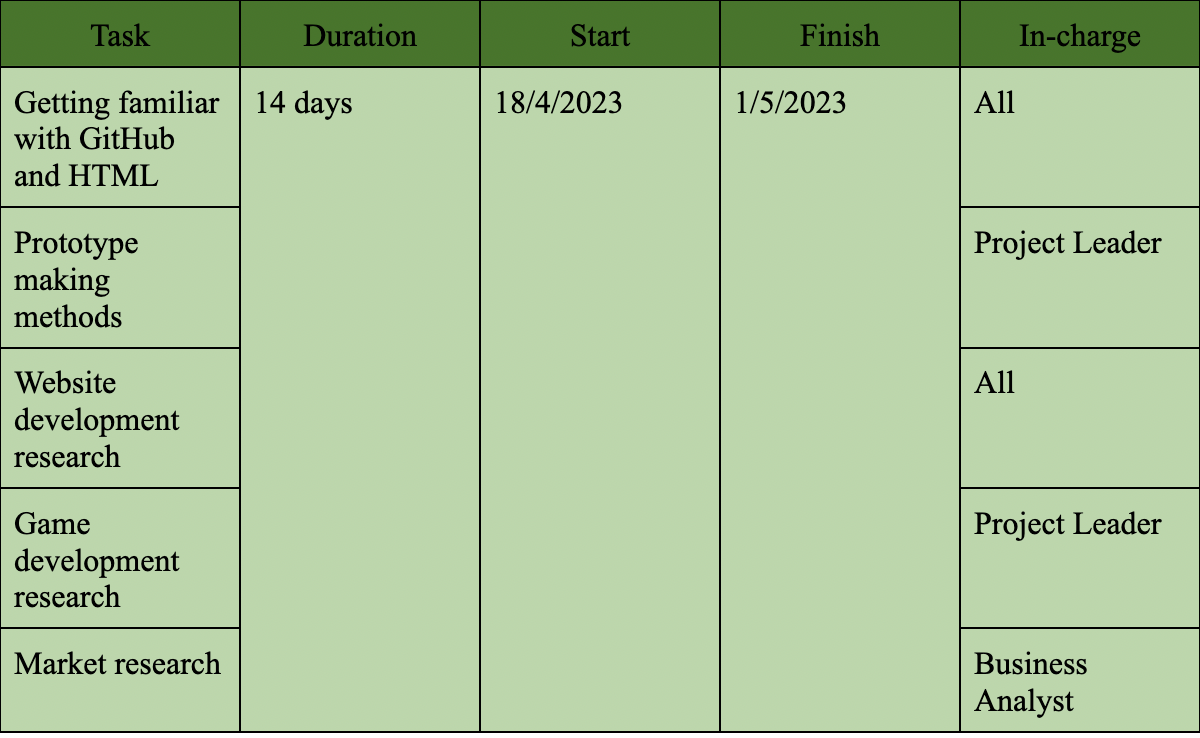 Task Duration Start Finish In-charge
Getting familiar 14 days 18/4/2023 1/5/2023 All
with GitHub
and HTML
Prototype Project Leader
making
methods
Website All
development
research
Game Project Leader
development
research
Market research Business
Analyst